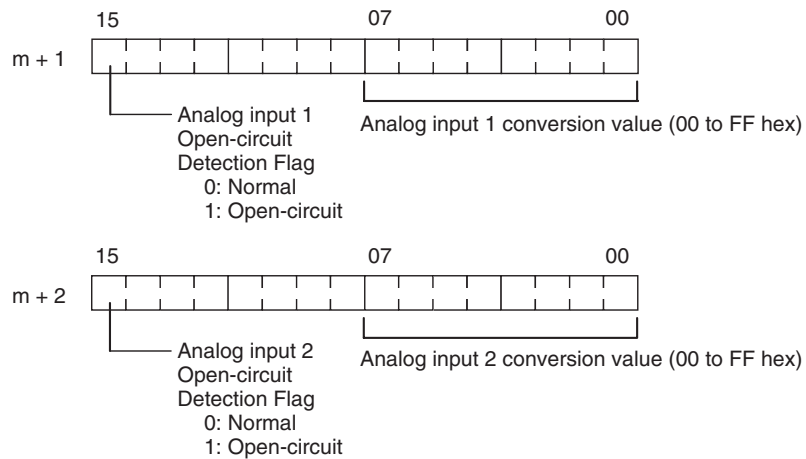 15 07 00
m + 1
Analog input 1
Open-circuit
Detection Flag
0: Normal
1: Open-circuit
Analog input 1 conversion value (00 to FF hex)
15 07 00
m + 2
Analog input 2
Open-circuit
Detection Flag
0: Normal
1: Open-circuit
Analog input 2 conversion value (00 to FF hex)